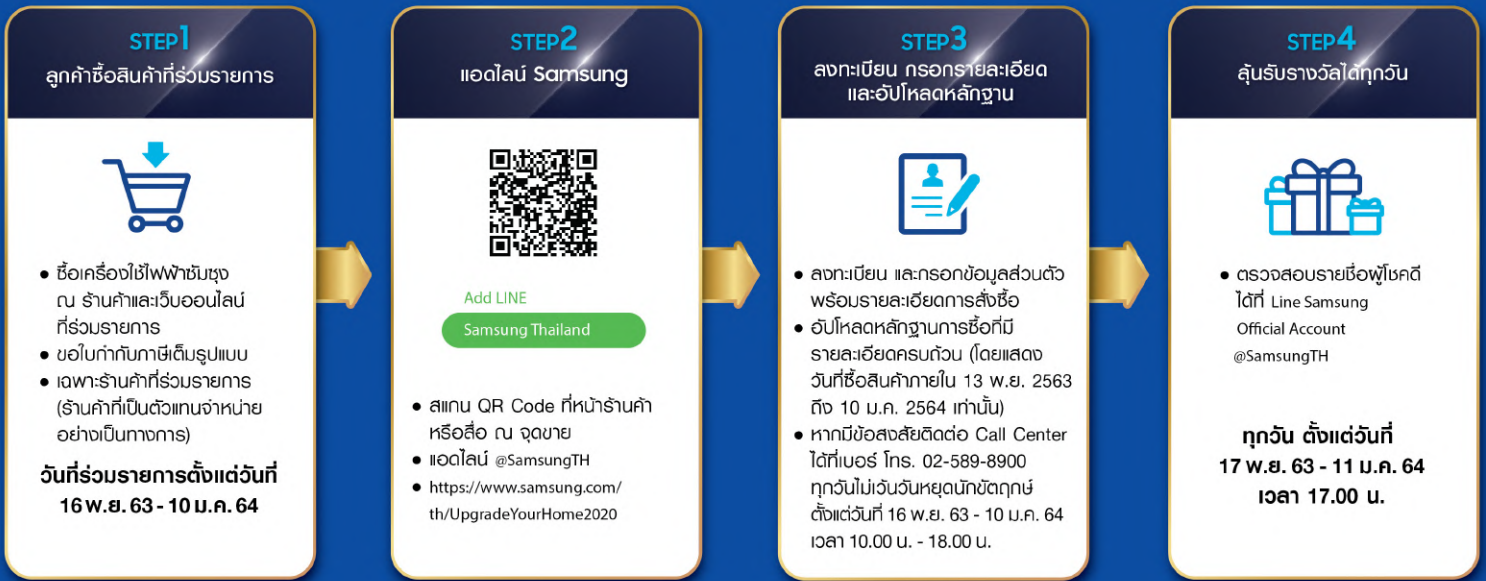 STEP1
ลูกค้าซื้อสินค้าที่ร่วมรายการ
● ซื้อเครื่องใช้ไฟฟ้าซัมซุง
ณ ร้านค้าและเว็บออนไลน์
ที่ร่วมรายการ
● ขอใบกำกับภาษีเต็มรูปแบบ
● เฉพาะร้านค้าที่ร่วมรายการ
(ร้านค้าที่เป็นตัวแทนจำหน่าย
อย่างเป็นทางการ)
วันที่ร่วมรายการตั้งแต่วันที่
16 พ.ย. 63 - 10 ม.ค. 64
STEP2
แอดไลน์ Samsung
Add LINE
Samsung Thailand
● สแกน QR Code ที่หน้าร้านค้า
หรือสื่อ ณ จุดขาย
● แอดไลน์ @SamsungTH
● https://www.samsung.com/
th/UpgradeYourHome2020
STEP3
ลงทะเบียน กรอกรายละเอียด
และอัปโหลดหลักฐาน
● ลงทะเบียน และกรอกข้อมูลส่วนตัว
พร้อมรายละเอียดการสั่งซื้อ
● อัปโหลดหลักฐานการซื้อที่มี
รายละเอียดครบถ้วน (โดยแสดง
วันที่ซื้อสินค้าภายใน 13 พ.ย. 2563
ถึง 10 ม.ค. 2564 เท่านั้น)
● หากมีข้อสงสัยติดต่อ Call Center
ได้ที่เบอร์ โทร. 02-589-8900
ทุกวันไม่เว้นวันหยุดนักขัตฤกษ์
ตั้งแต่วันที่ 16 พ.ย. 63 - 10 ม.ค. 64
เวลา 10.00 น. - 18.00 น.
STEP4
ลุ้นรับรางวัลได้ทุกวัน
● ตรวจสอบรายชื่อผู้โชคดี
ได้ที่ Line Samsung
Official Account
@SamsungTH
ทุกวัน ตั้งแต่วันที่
17 พ.ย. 63 - 11 ม.ค. 64
เวลา 17.00 น.